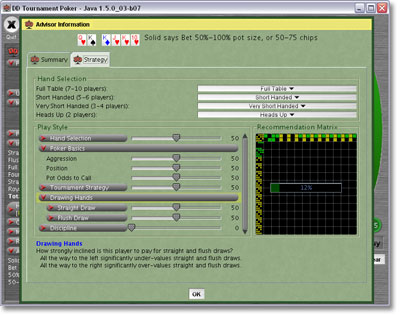 DD Tournament Poker - Java 1.5.0_03-b07
Advisor Information
Quit
Solid says Bet 50%-100% pot size, or 50-75 chips
Summary
Strategy
Hand Selection
Full Table (7-10 players):
Full Table
Short Handed (5-6 players):
Short Handed
Very Short Handed (3-4 players):
Very Short Handed
Heads Up (2 players):
Heads Up
Play Style
Recommendation Matrix
Hand Selection
50
Poker Basics
Aggression
50
Position
50
Pot Odds to Call
50
Tournament Strategy
50
Drawing Hands
Straight Draw
50
Flush Draw
50
Discipline
0
12%
Drawing Hands
How strongly inclined is this player to pay for straight and flush draws?
All the way to the left significantly under-values straight and flush draws.
All the way to the right significantly over-values straight and flush draws.
OK